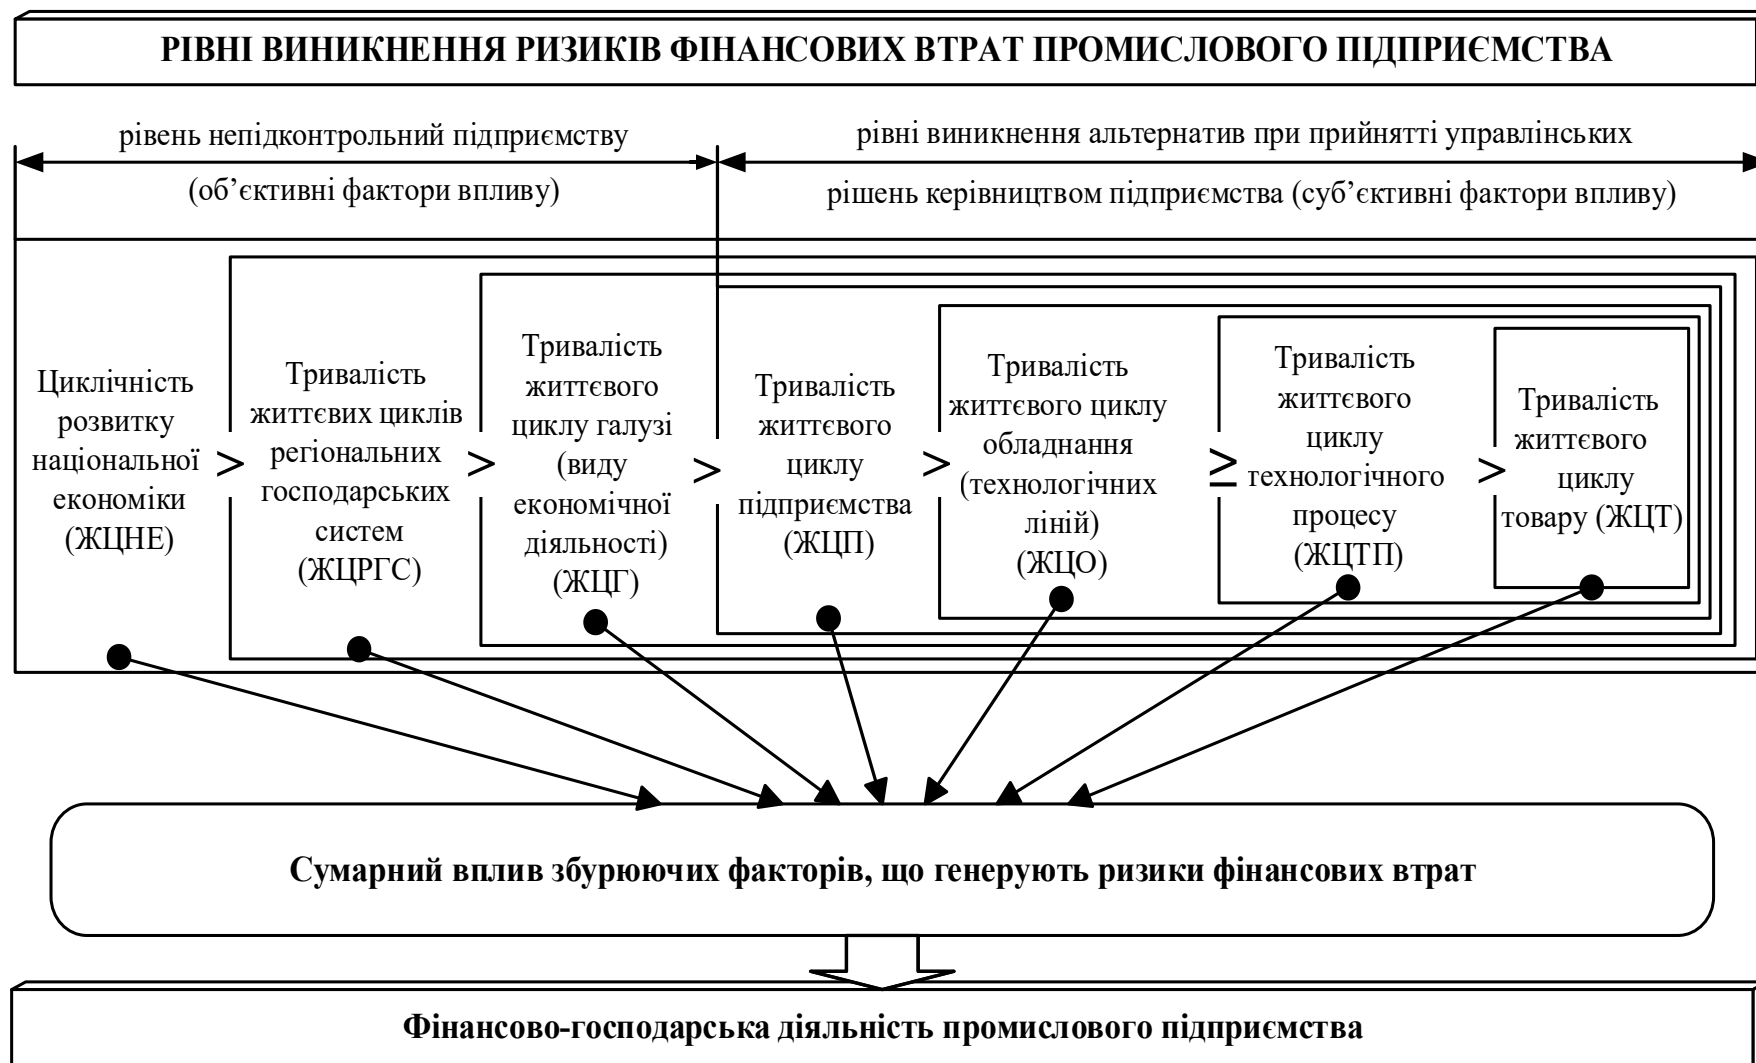 РІВНІ ВИНИКНЕННЯ РИЗИКІВ ФІНАНСОВИХ ВТРАТ ПРОМИСЛОВОГО ПІДПРИЄМСТВА
рівень непідконтрольний підприємству
(об’єктивні фактори впливу)
рівні виникнення альтернатив при прийнятті управлінських
рішень керівництвом підприємства (суб’єктивні фактори впливу)
Циклічність
розвитку
національної
економіки
(ЖЦНЕ)
>
Тривалість
життєвих циклів
регіональних
господарських
систем
(ЖЦРГС)
>
Тривалість
життєвого
циклу галузі
(виду
економічної
діяльності)
(ЖЦГ)
>
Тривалість
життєвого
циклу
підприємства
(ЖЦП)
>
Тривалість
життєвого циклу
обладнання
(технологічних
ліній)
(ЖЦО)
≥
Тривалість
життєвого
циклу
технологічного
процесу
(ЖЦТП)
>
Тривалість
життєвого
циклу
товару (ЖЦТ)
Сумарний вплив збурюючих факторів, що генерують ризики фінансових втрат
Фінансово-господарська діяльність промислового підприємства